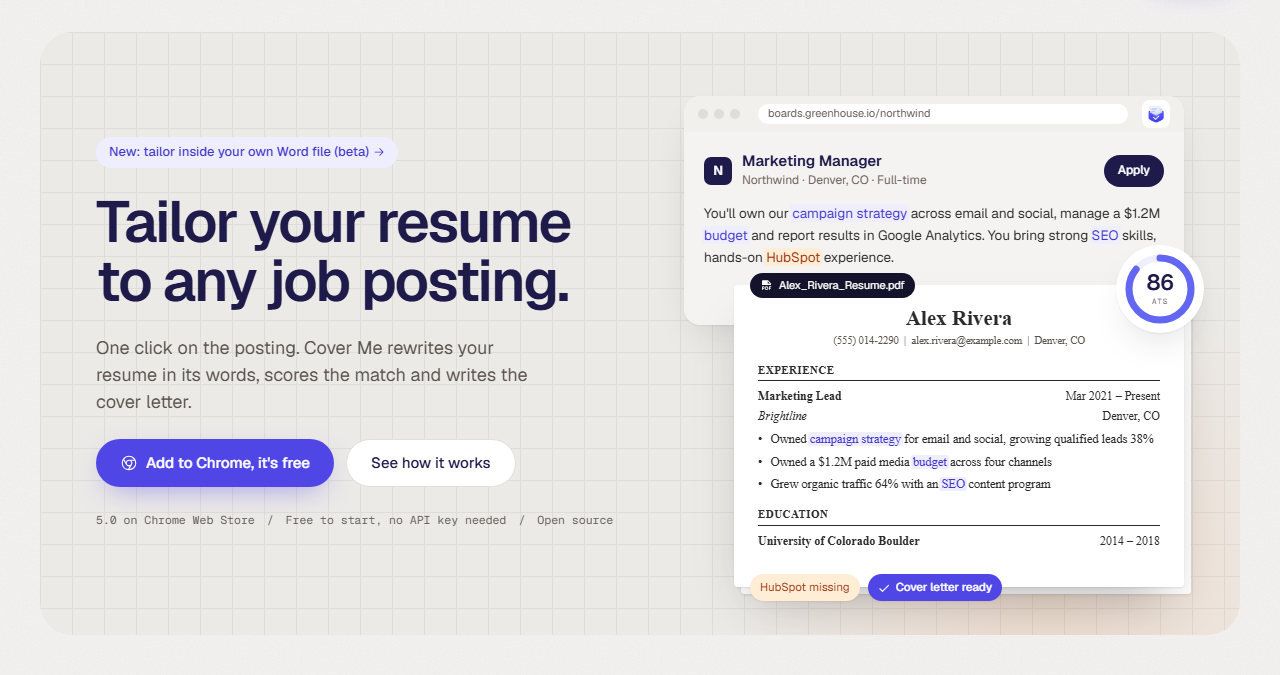 New: tailor inside your own Word file (beta) →
Tailor your resume
to any job posting.
One click on the posting. Cover Me rewrites your
resume in its words, scores the match and writes the
cover letter.
Add to Chrome, it's free
See how it works
5.0 on Chrome Web Store / Free to start, no API key needed / Open source
boards.greenhouse.io/northwind
N
Marketing Manager
Northwind · Denver, CO · Full-time
Apply
You'll own our campaign strategy across email and social, manage a $1.2M
budget and report results in Google Analytics. You bring strong SEO skills,
hands-on HubSpot experience.
86
ATS
PDF
Alex_Rivera_Resume.pdf
Alex Rivera
(555) 014-2290 | alex.rivera@example.com | Denver, CO
EXPERIENCE
Marketing Lead Mar 2021 – Present
Brightline Denver, CO
• Owned campaign strategy for email and social, growing qualified leads 38%
• Owned a $1.2M paid media budget across four channels
• Grew organic traffic 64% with an SEO content program
EDUCATION
University of Colorado Boulder 2014 – 2018
HubSpot missing
Cover letter ready